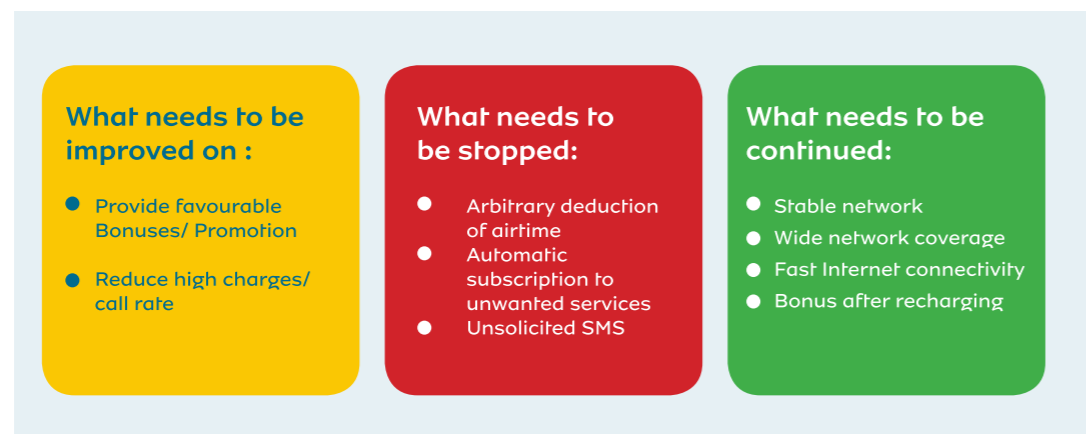 What needs to be
improved on :
Provide favourable
Bonuses/ Promotion
Reduce high charges/
call rate
What needs to
be stopped:
Arbitrary deduction
of airtime
Automatic
subscription to
unwanted services
Unsolicited SMS
What needs to be
continued:
Stable network
Wide network coverage
Fast Internet connectivity
Bonus after recharging